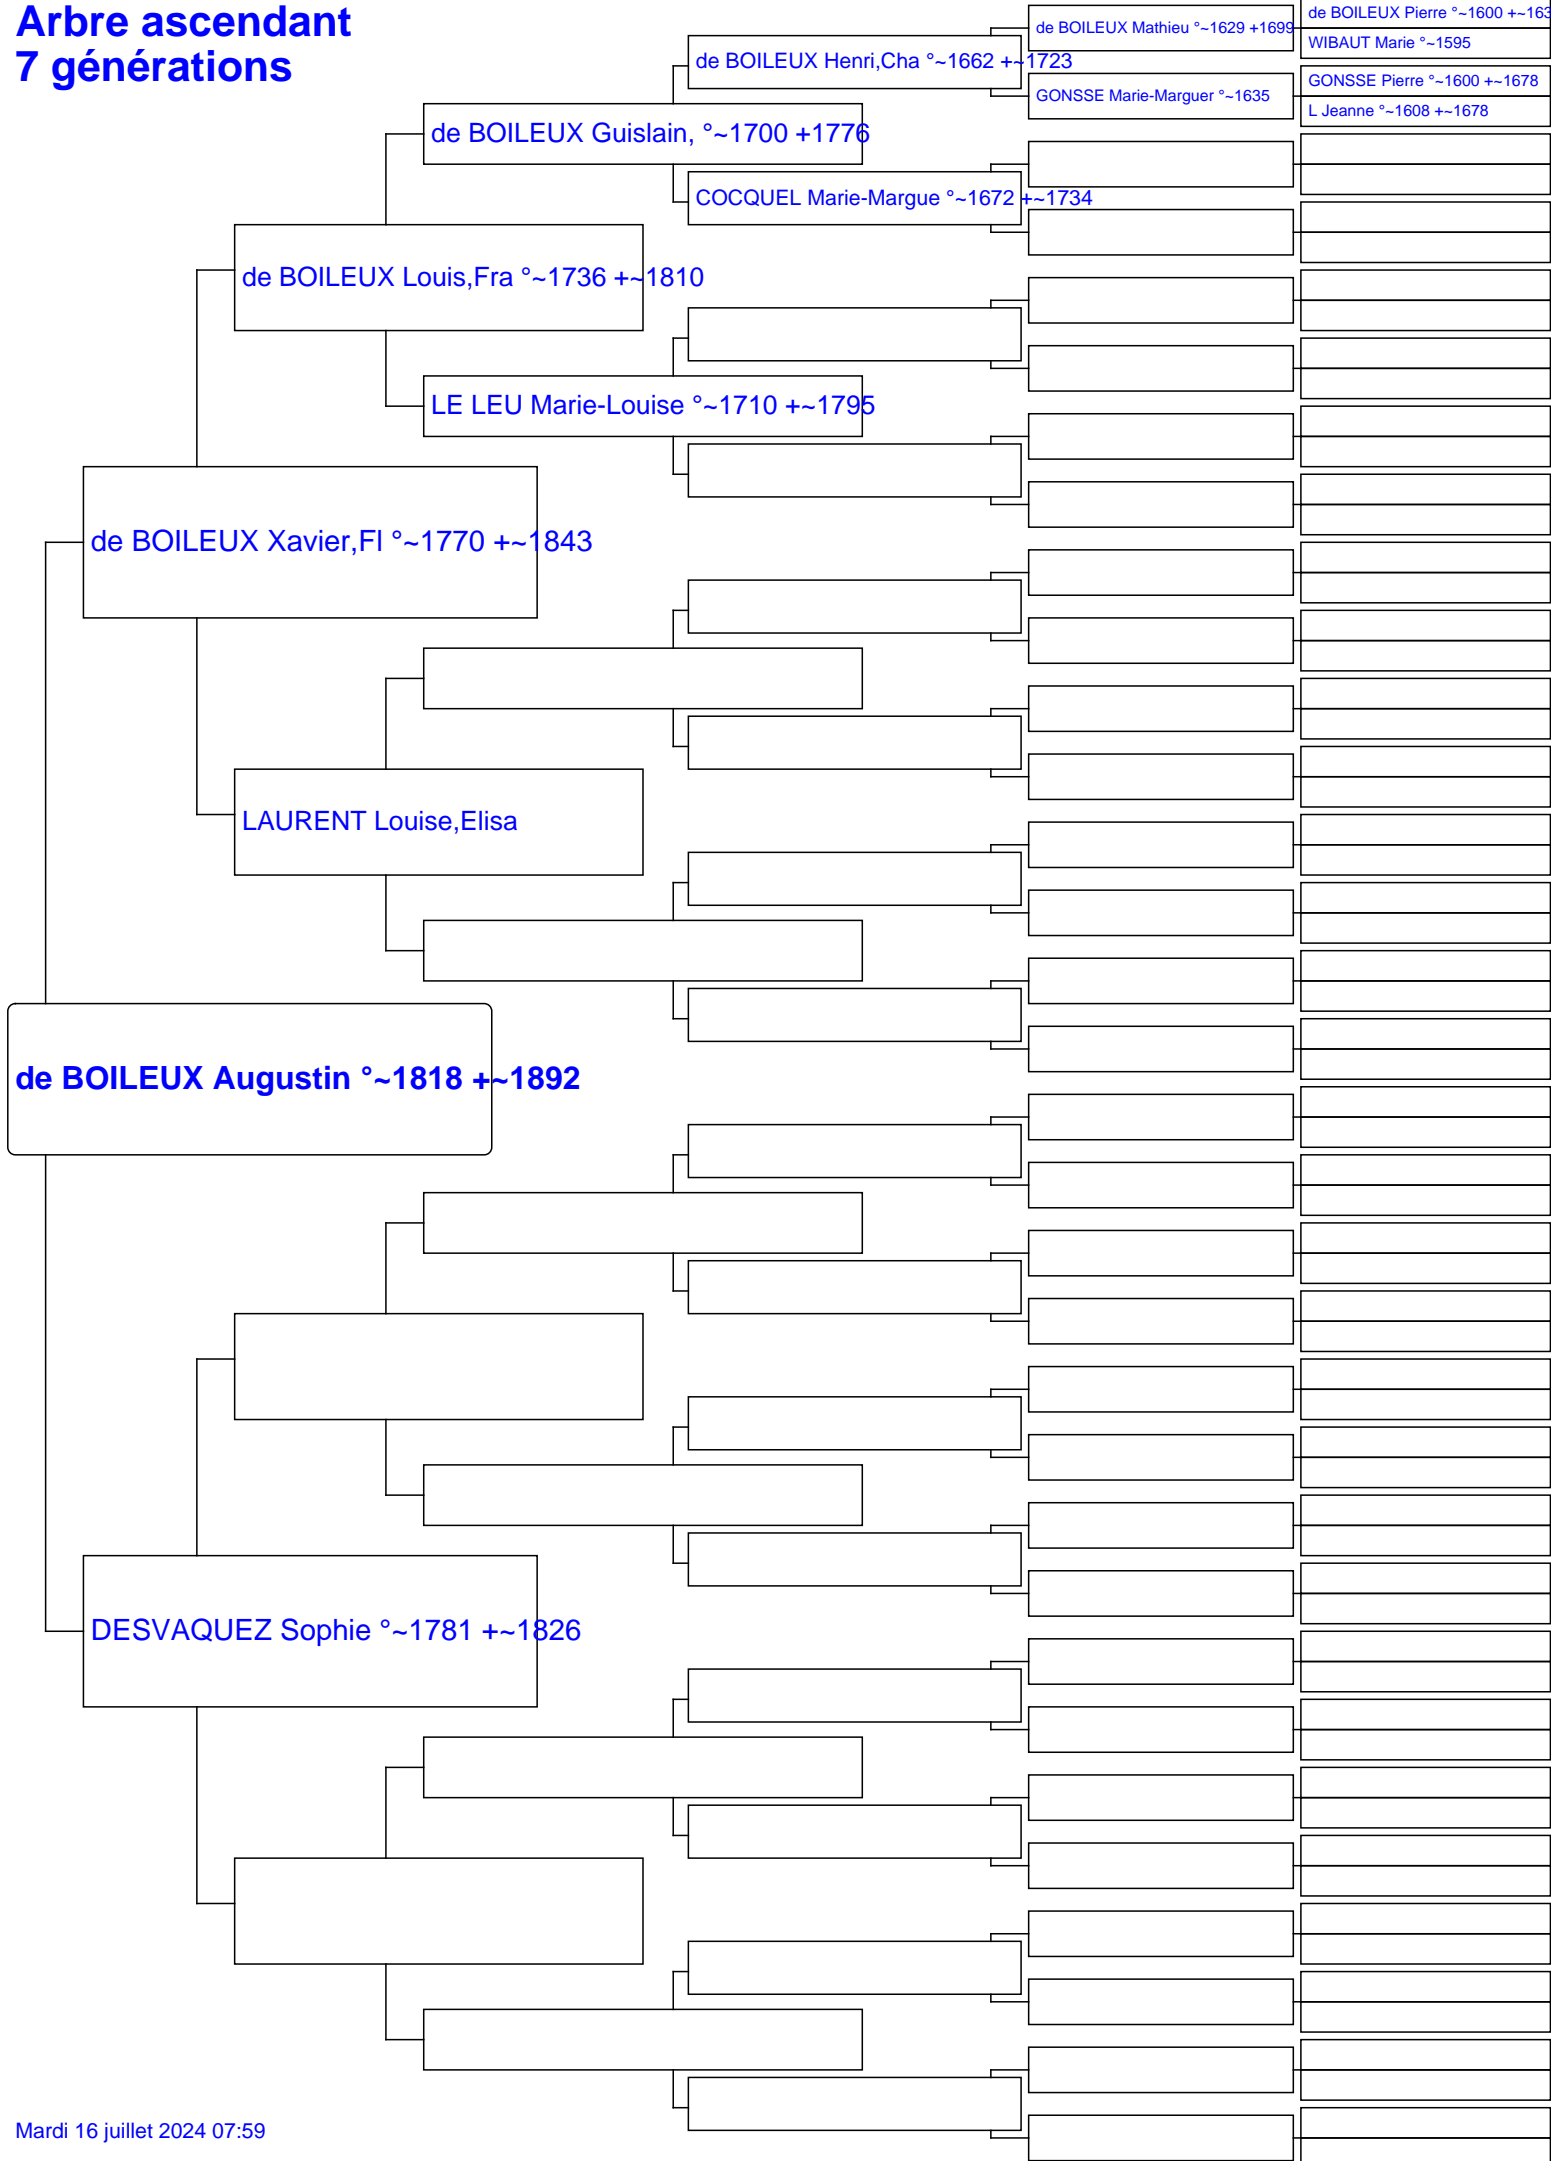 Arbre ascendant
7 générations
de BOILEUX Pierre °~1600 +~163
de BOILEUX Mathieu °~1629 +1699
WIBAUT Marie °~1595
de BOILEUX Henri,Cha °~1662 +~1723
GONSSE Pierre °~1600 +~1678
GONSSE Marie-Marguer °~1635
L Jeanne °~1608 +~1678
de BOILEUX Guislain, °~1700 +1776
COCQUEL Marie-Margue °~1672 +~1734
de BOILEUX Louis,Fra °~1736 +~1810
LE LEU Marie-Louise °~1710 +~1795
de BOILEUX Xavier,Fl °~1770 +~1843
LAURENT Louise,Elisa
de BOILEUX Augustin °~1818 +~1892
DESVAQUEZ Sophie °~1781 +~1826
Mardi 16 juillet 2024 07:59